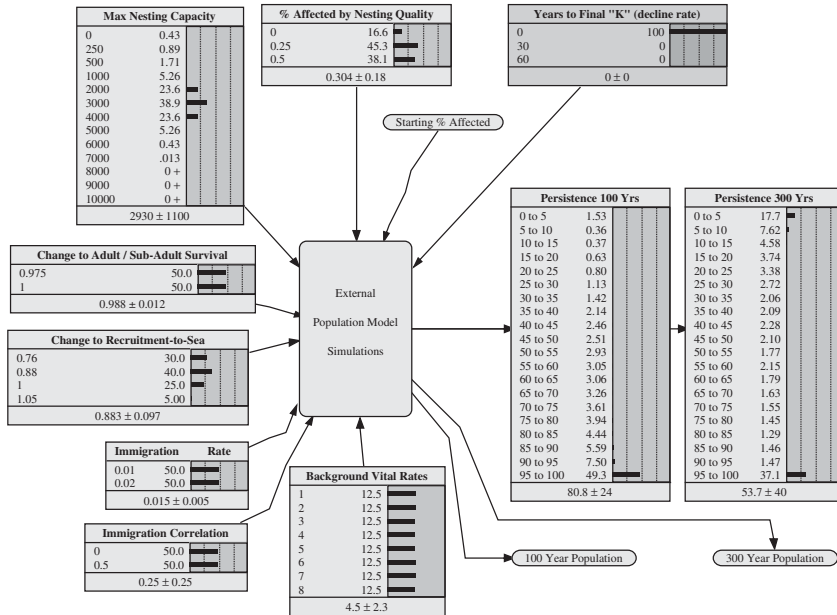 Max Nesting Capacity
0 0.43
250 0.89
500 1.71
1000 5.26
2000 23.6
3000 38.9
4000 23.6
5000 5.26
6000 0.43
7000 .013
8000 0 +
9000 0 +
10000 0 +
2930 ± 1100
% Affected by Nesting Quality
0 16.6
0.25 45.3
0.5 38.1
0.304 ± 0.18
Years to Final "K" (decline rate)
0 100
30 0
60 0
0 ± 0
Starting % Affected
Change to Adult / Sub-Adult Survival
0.975 50.0
1 50.0
0.988 ± 0.012
Change to Recruitment-to-Sea
0.76 30.0
0.88 40.0
1 25.0
1.05 5.00
0.883 ± 0.097
Immigration Rate
0.01 50.0
0.02 50.0
0.015 ± 0.005
Immigration Correlation
0 50.0
0.5 50.0
0.25 ± 0.25
External
Population Model
Simulations
Background Vital Rates
1 12.5
2 12.5
3 12.5
4 12.5
5 12.5
6 12.5
7 12.5
8 12.5
4.5 ± 2.3
Persistence 100 Yrs
0 to 5 1.53
5 to 10 0.36
10 to 15 0.37
15 to 20 0.63
20 to 25 0.80
25 to 30 1.13
30 to 35 1.42
35 to 40 2.14
40 to 45 2.46
45 to 50 2.51
50 to 55 2.93
55 to 60 3.05
60 to 65 3.06
65 to 70 3.26
70 to 75 3.61
75 to 80 3.94
80 to 85 4.44
85 to 90 5.59
90 to 95 7.50
95 to 100 49.3
80.8 ± 24
Persistence 300 Yrs
0 to 5 17.7
5 to 10 7.62
10 to 15 4.58
15 to 20 3.74
20 to 25 3.38
25 to 30 2.72
30 to 35 2.06
35 to 40 2.09
40 to 45 2.28
45 to 50 2.10
50 to 55 1.77
55 to 60 2.15
60 to 65 1.79
65 to 70 1.63
70 to 75 1.55
75 to 80 1.45
80 to 85 1.29
85 to 90 1.46
90 to 95 1.47
95 to 100 37.1
53.7 ± 40
100 Year Population
300 Year Population